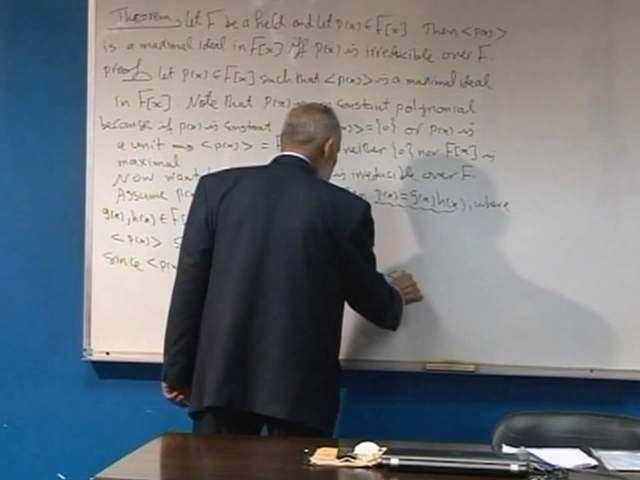 Theorem, Let F be a field and let p(x) ∈ F[x]. Then <p(x)>
is a maximal ideal in F[x] iff p(x) is irreducible over F.
proof Let p(x) ∈ F[x] such that <p(x)> is a maximal ideal
in F[x]. Note that p(x) constant polynomial
because if p(x) is constant )> = {0} or p(x) is
a unit → <p(x)> = neither {0} nor F[x] is
maximal
Now want is irreducible over F.
Assume p(x) = g(x)h(x), where
g(x), h(x) ∈ F[
<p(x)>
since <p(x)